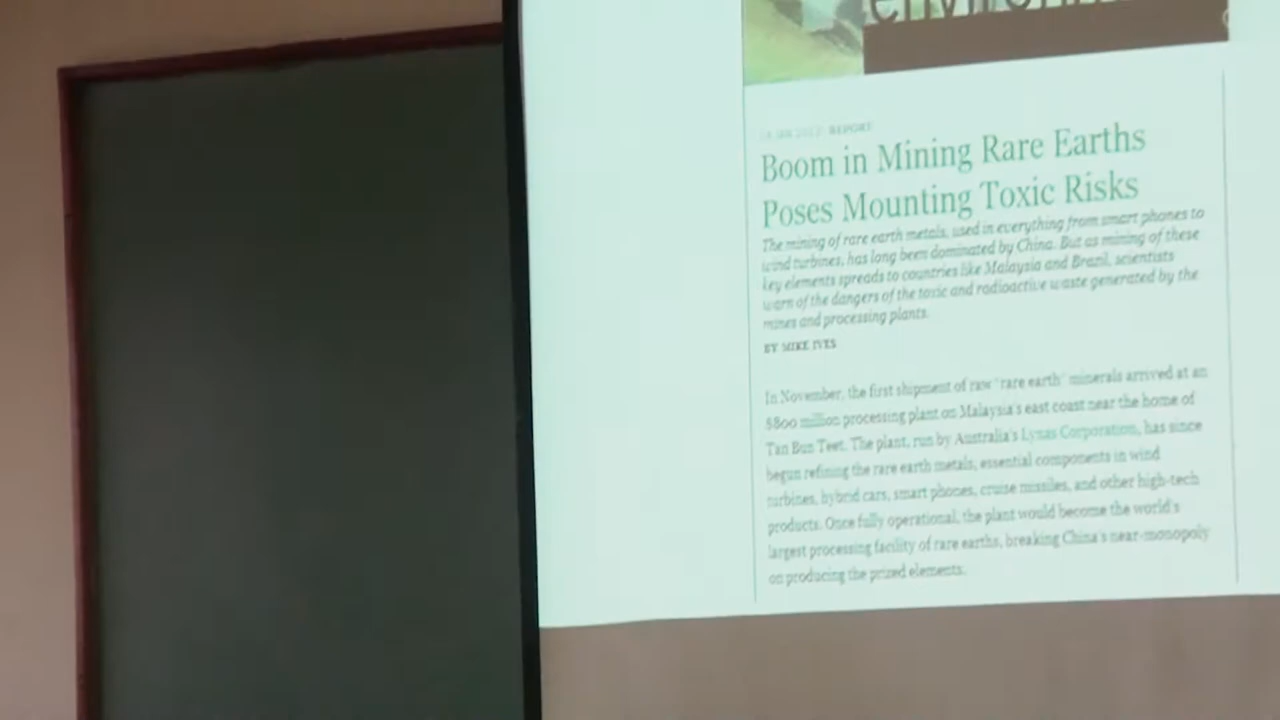 REPORT
Boom in Mining Rare Earths
Poses Mounting Toxic Risks
The mining of rare earth metals, used in everything from smart phones to
wind turbines, has long been dominated by China. But as mining of these
key elements spreads to countries like Malaysia and Brazil, scientists
warn of the dangers of the toxic and radioactive waste generated by the
mines and processing plants.
BY MIKE IVES
In November, the first shipment of raw "rare earth" minerals arrived at an
$800 million processing plant on Malaysia's east coast near the home of
Tan Bun Teet. The plant, run by Australia's Lynas Corporation, has since
begun refining the rare earth metals, essential components in wind
turbines, hybrid cars, smart phones, cruise missiles, and other high-tech
products. Once fully operational, the plant would become the world's
largest processing facility of rare earths, breaking China's near-monopoly
on producing the prized elements.